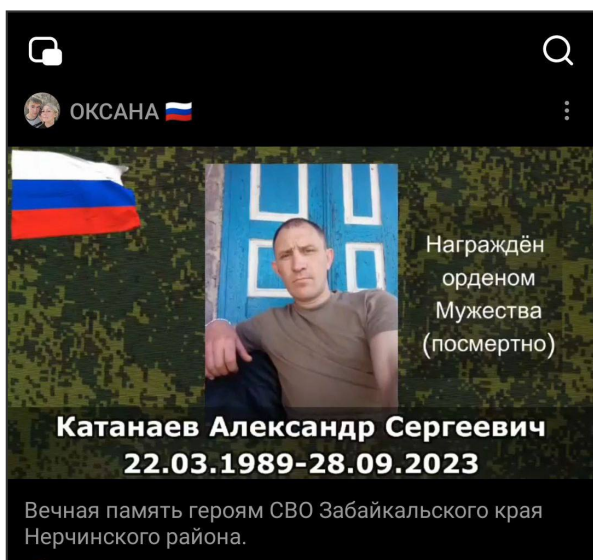 ОКСАНА
Награждён
орденом
Мужества
(посмертно)
Катанаев Александр Сергеевич
22.03.1989-28.09.2023
Вечная память героям СВО Забайкальского края
Нерчинского района.